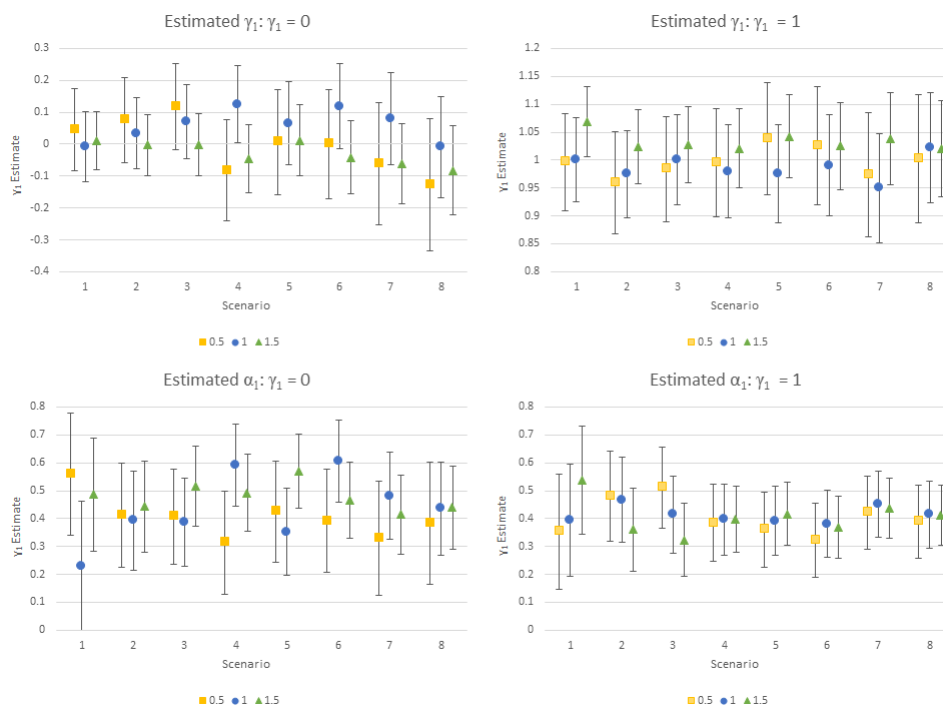 Estimated γ₁: γ₁ = 0
γ₁ Estimate
0.3
0.2
0.1
0
-0.1
-0.2
-0.3
-0.4
1 2 3 4 5 6 7 8
Scenario
0.5 1 1.5
Estimated γ₁: γ₁ = 1
γ₁ Estimate
1.2
1.15
1.1
1.05
1
0.95
0.9
0.85
0.8
1 2 3 4 5 6 7 8
Scenario
0.5 1 1.5
Estimated α₁: γ₁ = 0
γ₁ Estimate
0.8
0.7
0.6
0.5
0.4
0.3
0.2
0.1
0
1 2 3 4 5 6 7 8
Scenario
0.5 1 1.5
Estimated α₁: γ₁ = 1
γ₁ Estimate
0.8
0.7
0.6
0.5
0.4
0.3
0.2
0.1
0
1 2 3 4 5 6 7 8
Scenario
0.5 1 1.5